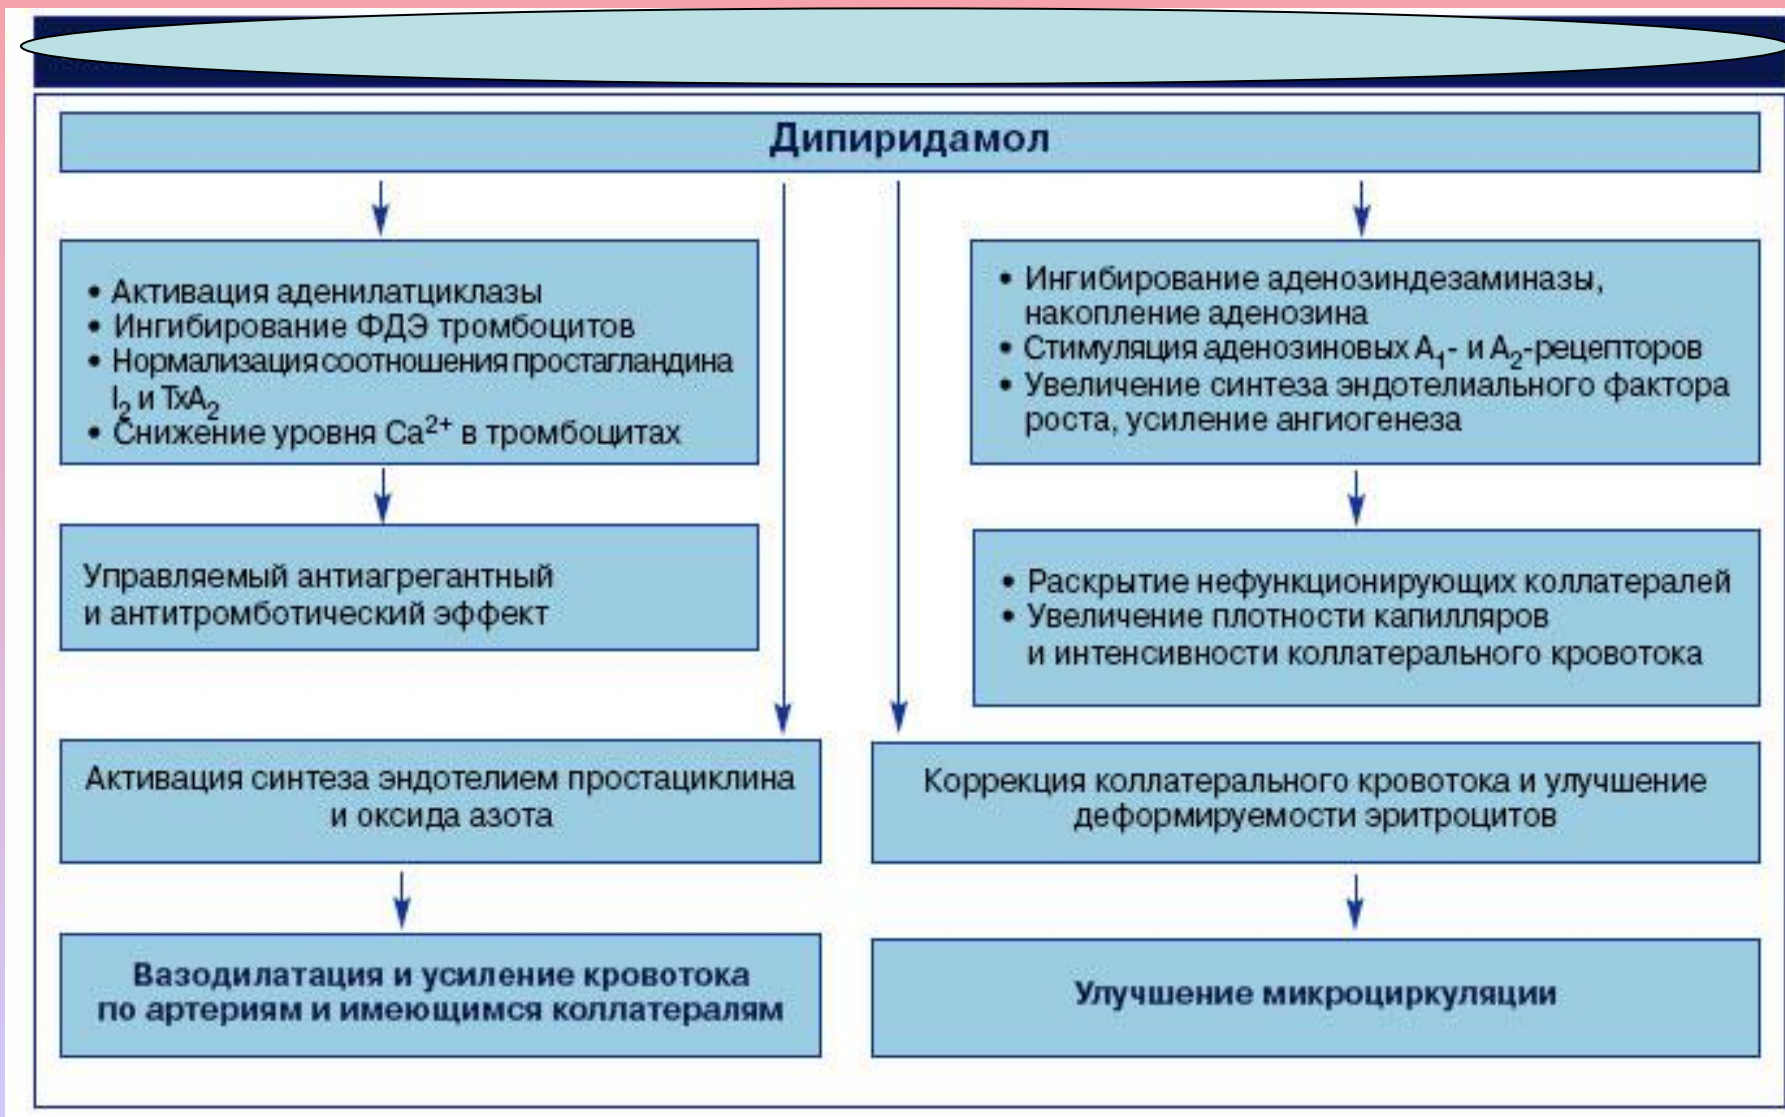 Дипиридамол
• Активация аденилатциклазы
• Ингибирование ФДЭ тромбоцитов
• Нормализация соотношения простагландина
I₂ и TxA₂
• Снижение уровня Ca²⁺ в тромбоцитах
• Ингибирование аденозиндезаминазы,
накопление аденозина
• Стимуляция аденозиновых A₁- и A₂-рецепторов
• Увеличение синтеза эндотелиального фактора
роста, усиление ангиогенеза
Управляемый антиагрегантный
и антитромботический эффект
• Раскрытие нефункционирующих коллатералей
• Увеличение плотности капилляров
и интенсивности коллатерального кровотока
Активация синтеза эндотелием простациклина
и оксида азота
Коррекция коллатерального кровотока и улучшение
деформируемости эритроцитов
Вазодилатация и усиление кровотока
по артериям и имеющимся коллатералям
Улучшение микроциркуляции